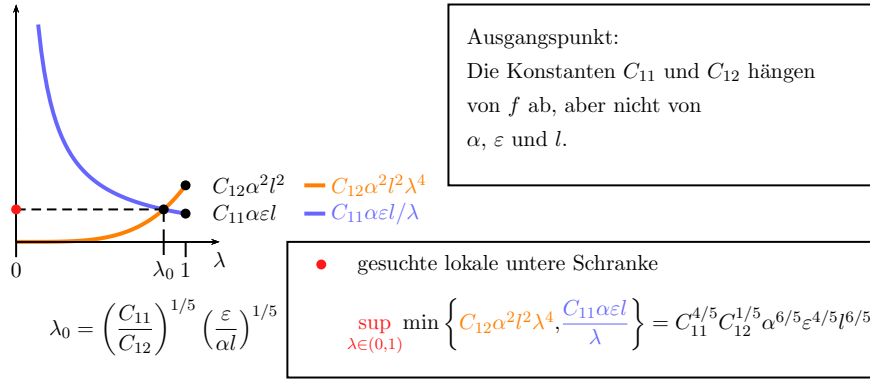 Ausgangspunkt:
Die Konstanten C₁₁ und C₁₂ hängen
von f ab, aber nicht von
α, ε und l.
C₁₂α²l²
C₁₂α²l²λ⁴
C₁₁αεl
C₁₁αεl/λ
0
λ₀
1
λ
gesuchte lokale untere Schranke
λ₀ = (C₁₁/C₁₂)^{1/5} (ε/(αl))^{1/5}
sup_{λ∈(0,1)} min {C₁₂α²l²λ⁴, C₁₁αεl/λ} = C₁₁^{4/5} C₁₂^{1/5} α^{6/5} ε^{4/5} l^{6/5}